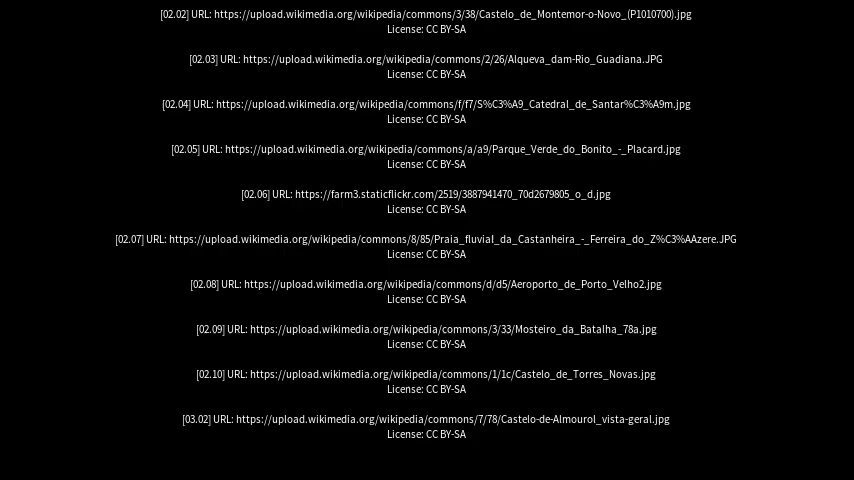 [02.02] URL: https://upload.wikimedia.org/wikipedia/commons/3/38/Castelo_de_Montemor-o-Novo_(P1010700).jpg
License: CC BY-SA
[02.03] URL: https://upload.wikimedia.org/wikipedia/commons/2/26/Alqueva_dam-Rio_Guadiana.JPG
License: CC BY-SA
[02.04] URL: https://upload.wikimedia.org/wikipedia/commons/f/f7/S%C3%A9_Catedral_de_Santar%C3%A9m.jpg
License: CC BY-SA
[02.05] URL: https://upload.wikimedia.org/wikipedia/commons/a/a9/Parque_Verde_do_Bonito_-_Placard.jpg
License: CC BY-SA
[02.06] URL: https://farm3.staticflickr.com/2519/3887941470_70d2679805_o_d.jpg
License: CC BY-SA
[02.07] URL: https://upload.wikimedia.org/wikipedia/commons/8/85/Praia_fluvial_da_Castanheira_-_Ferreira_do_Z%C3%AAzere.JPG
License: CC BY-SA
[02.08] URL: https://upload.wikimedia.org/wikipedia/commons/d/d5/Aeroporto_de_Porto_Velho2.jpg
License: CC BY-SA
[02.09] URL: https://upload.wikimedia.org/wikipedia/commons/3/33/Mosteiro_da_Batalha_78a.jpg
License: CC BY-SA
[02.10] URL: https://upload.wikimedia.org/wikipedia/commons/1/1c/Castelo_de_Torres_Novas.jpg
License: CC BY-SA
[03.02] URL: https://upload.wikimedia.org/wikipedia/commons/7/78/Castelo-de-Almourol_vista-geral.jpg
License: CC BY-SA